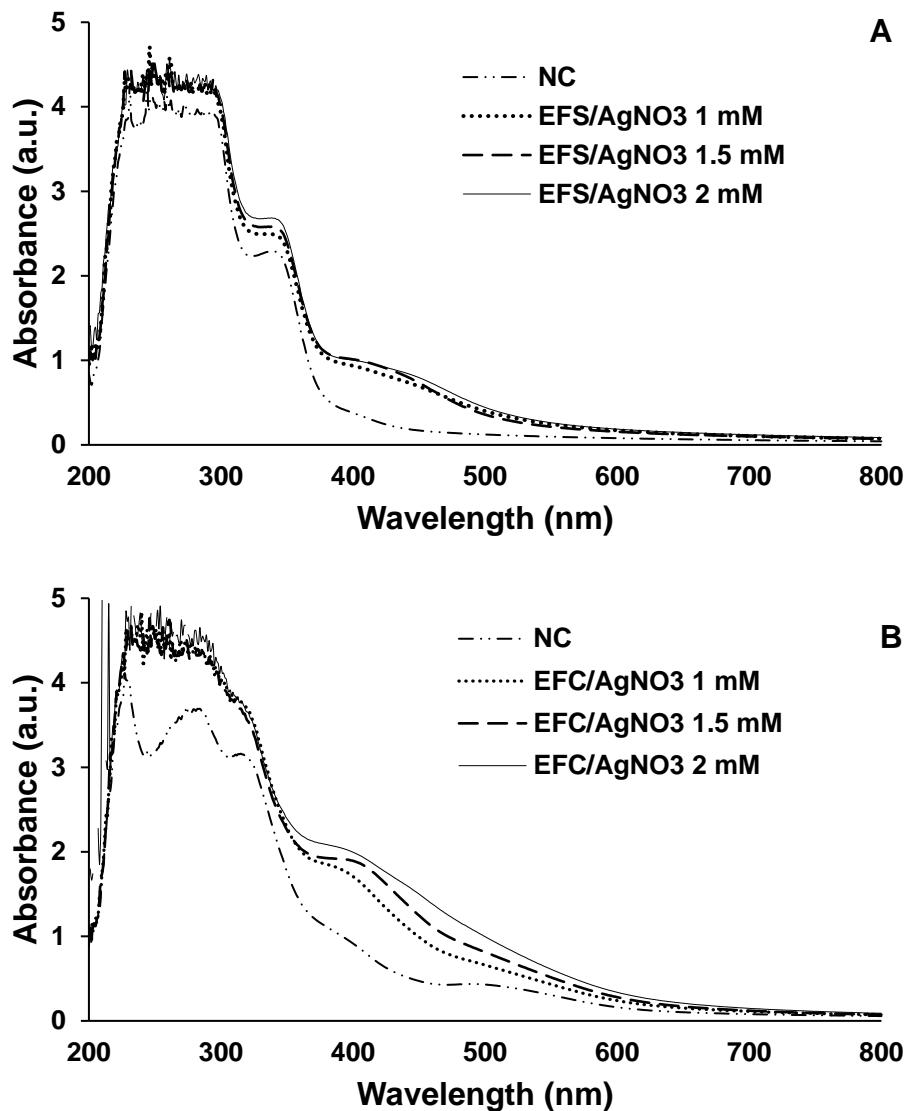 A
NC
EFS/AgNO3 1 mM
EFS/AgNO3 1.5 mM
EFS/AgNO3 2 mM
Absorbance (a.u.)
5
4
3
2
1
0
200 300 400 500 600 700 800
Wavelength (nm)
B
NC
EFC/AgNO3 1 mM
EFC/AgNO3 1.5 mM
EFC/AgNO3 2 mM
Absorbance (a.u.)
5
4
3
2
1
0
200 300 400 500 600 700 800
Wavelength (nm)